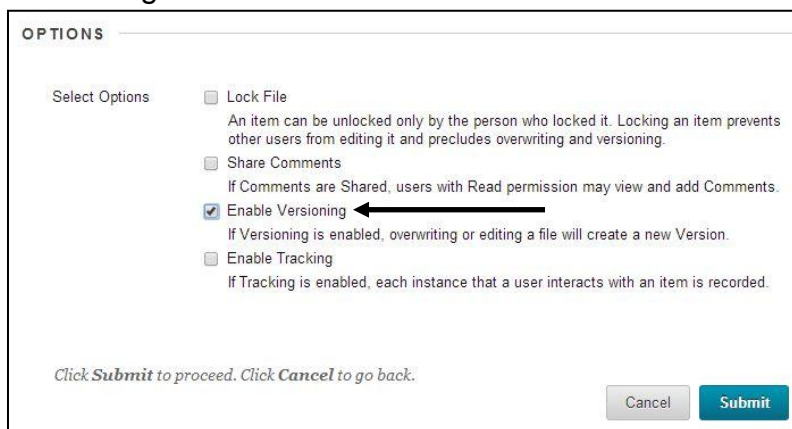 OPTIONS
Select Options
Lock File
An item can be unlocked only by the person who locked it. Locking an item prevents
other users from editing it and precludes overwriting and versioning.
Share Comments
If Comments are Shared, users with Read permission may view and add Comments.
Enable Versioning
If Versioning is enabled, overwriting or editing a file will create a new Version.
Enable Tracking
If Tracking is enabled, each instance that a user interacts with an item is recorded.
Click Submit to proceed. Click Cancel to go back.
Cancel
Submit